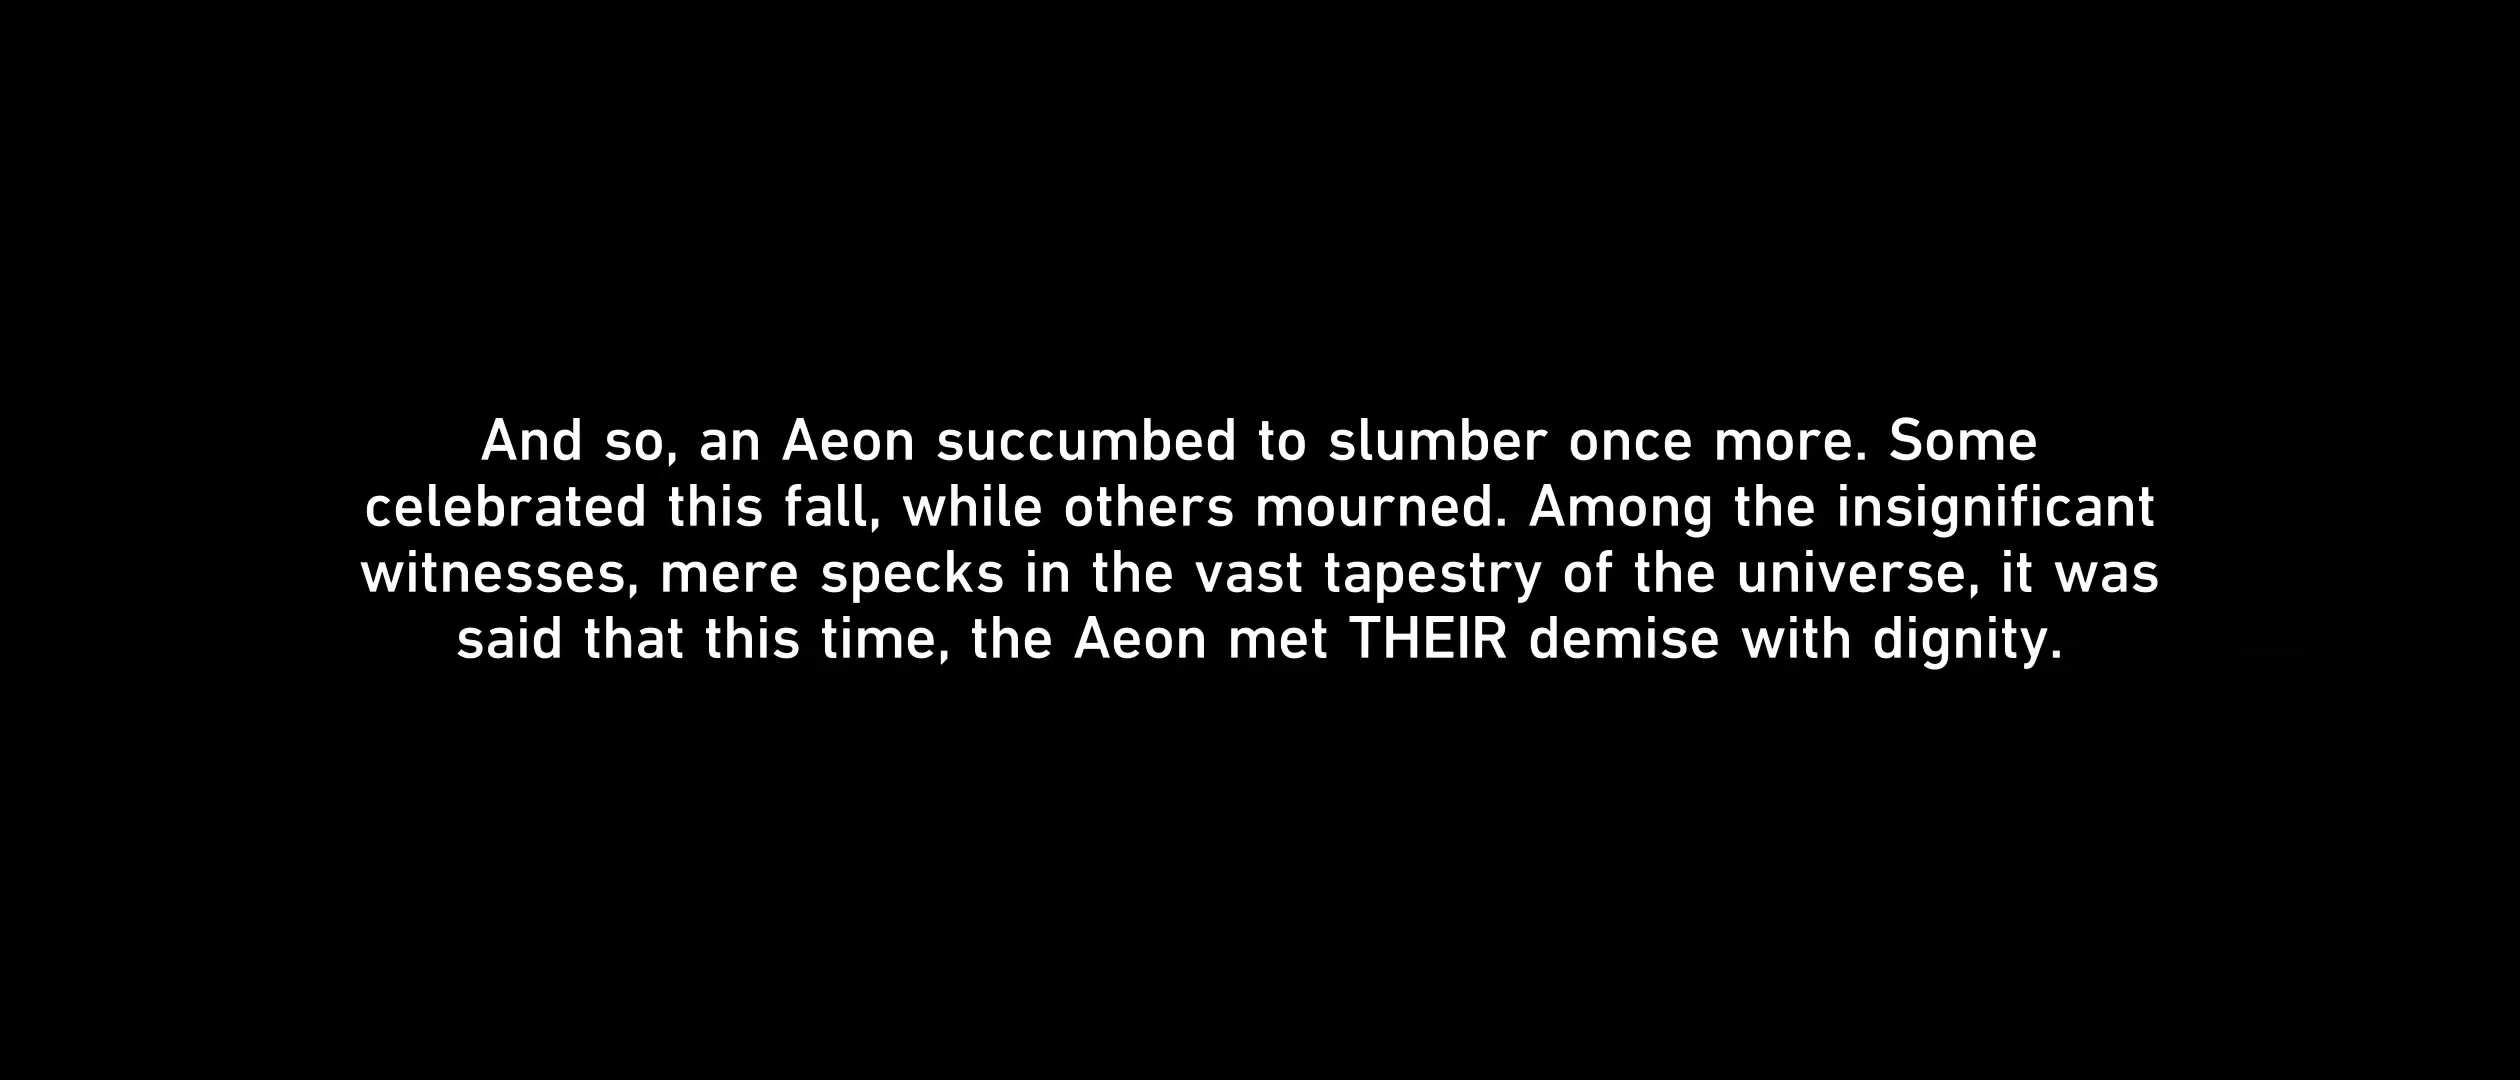 And so, an Aeon succumbed to slumber once more. Some
celebrated this fall, while others mourned. Among the insignificant
witnesses, mere specks in the vast tapestry of the universe, it was
said that this time, the Aeon met THEIR demise with dignity.